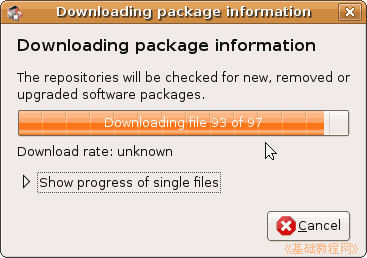 Downloading package information
Downloading package information
The repositories will be checked for new, removed or
upgraded software packages.
Downloading file 93 of 97
Download rate: unknown
Show progress of single files
Cancel
《基础教程网》